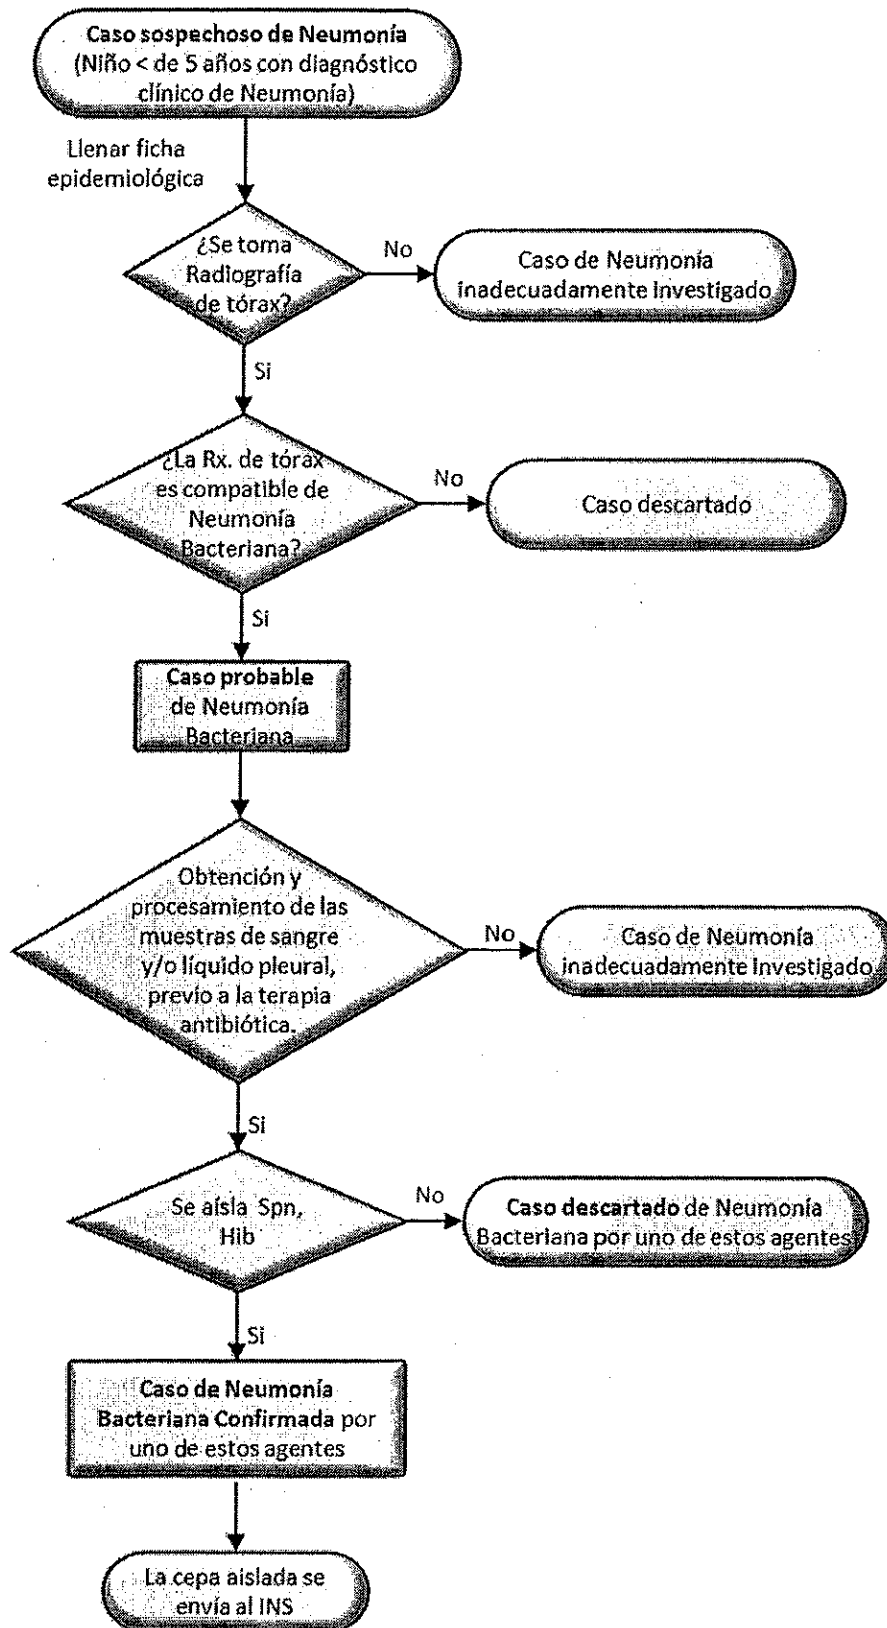 Caso sospechoso de Neumonía
(Niño < de 5 años con diagnóstico
clínico de Neumonía)
Llenar ficha
epidemiológica
¿Se toma
Radiografía
de tórax?
No
Caso de Neumonía
inadecuadamente Investigado
Si
¿La Rx. de tórax
es compatible de
Neumonía
Bacteriana?
No
Caso descartado
Si
Caso probable
de Neumonía
Bacteriana
Obtención y
procesamiento de las
muestras de sangre
y/o líquido pleural,
previo a la terapia
antibiótica.
No
Caso de Neumonía
inadecuadamente Investigado
Si
Se aísla Spn,
Hib
No
Caso descartado de Neumonía
Bacteriana por uno de estos agentes
Si
Caso de Neumonía
Bacteriana Confirmada por
uno de estos agentes
La cepa aislada se
envía al INS